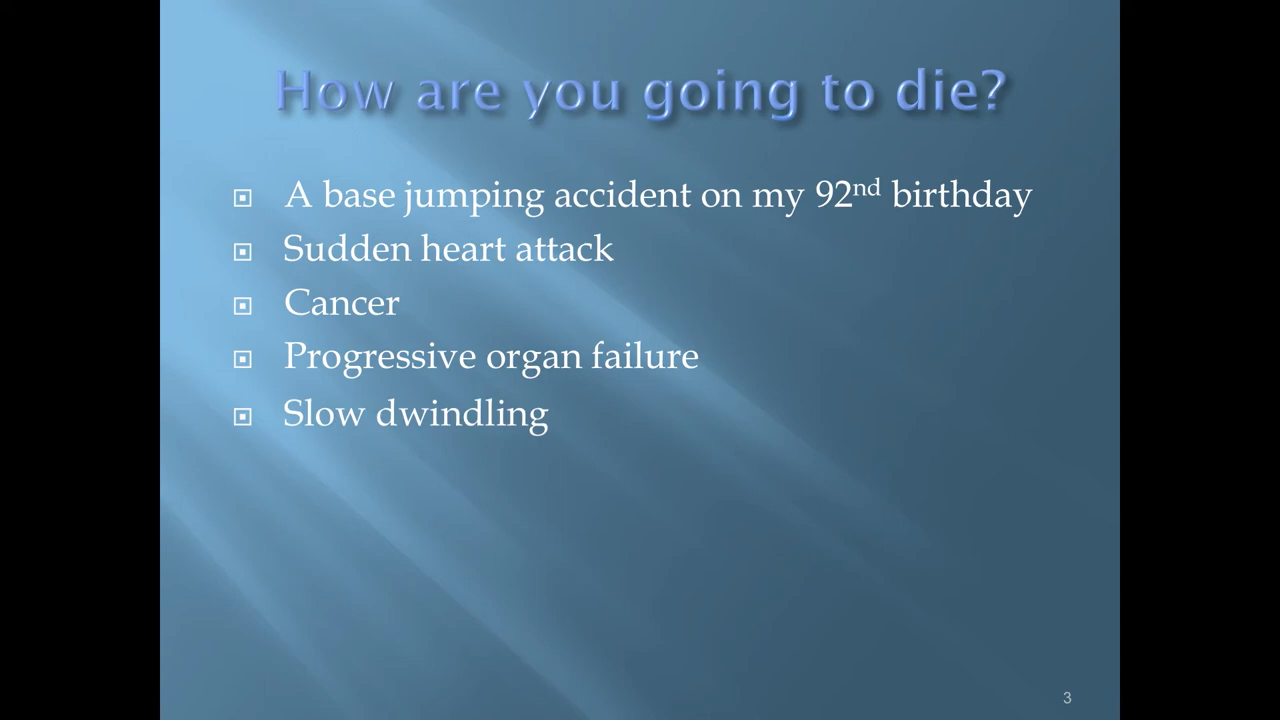 How are you going to die?
A base jumping accident on my 92nd birthday
Sudden heart attack
Cancer
Progressive organ failure
Slow dwindling
3